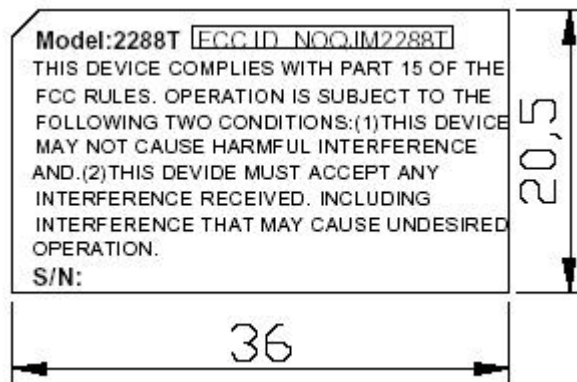 Model:2288T FCC ID NOQJM2288T
THIS DEVICE COMPLIES WITH PART 15 OF THE
FCC RULES. OPERATION IS SUBJECT TO THE
FOLLOWING TWO CONDITIONS:(1)THIS DEVICE
MAY NOT CAUSE HARMFUL INTERFERENCE
AND.(2)THIS DEVIDE MUST ACCEPT ANY
INTERFERENCE RECEIVED. INCLUDING
INTERFERENCE THAT MAY CAUSE UNDESIRED
OPERATION.
S/N:
20,5
36